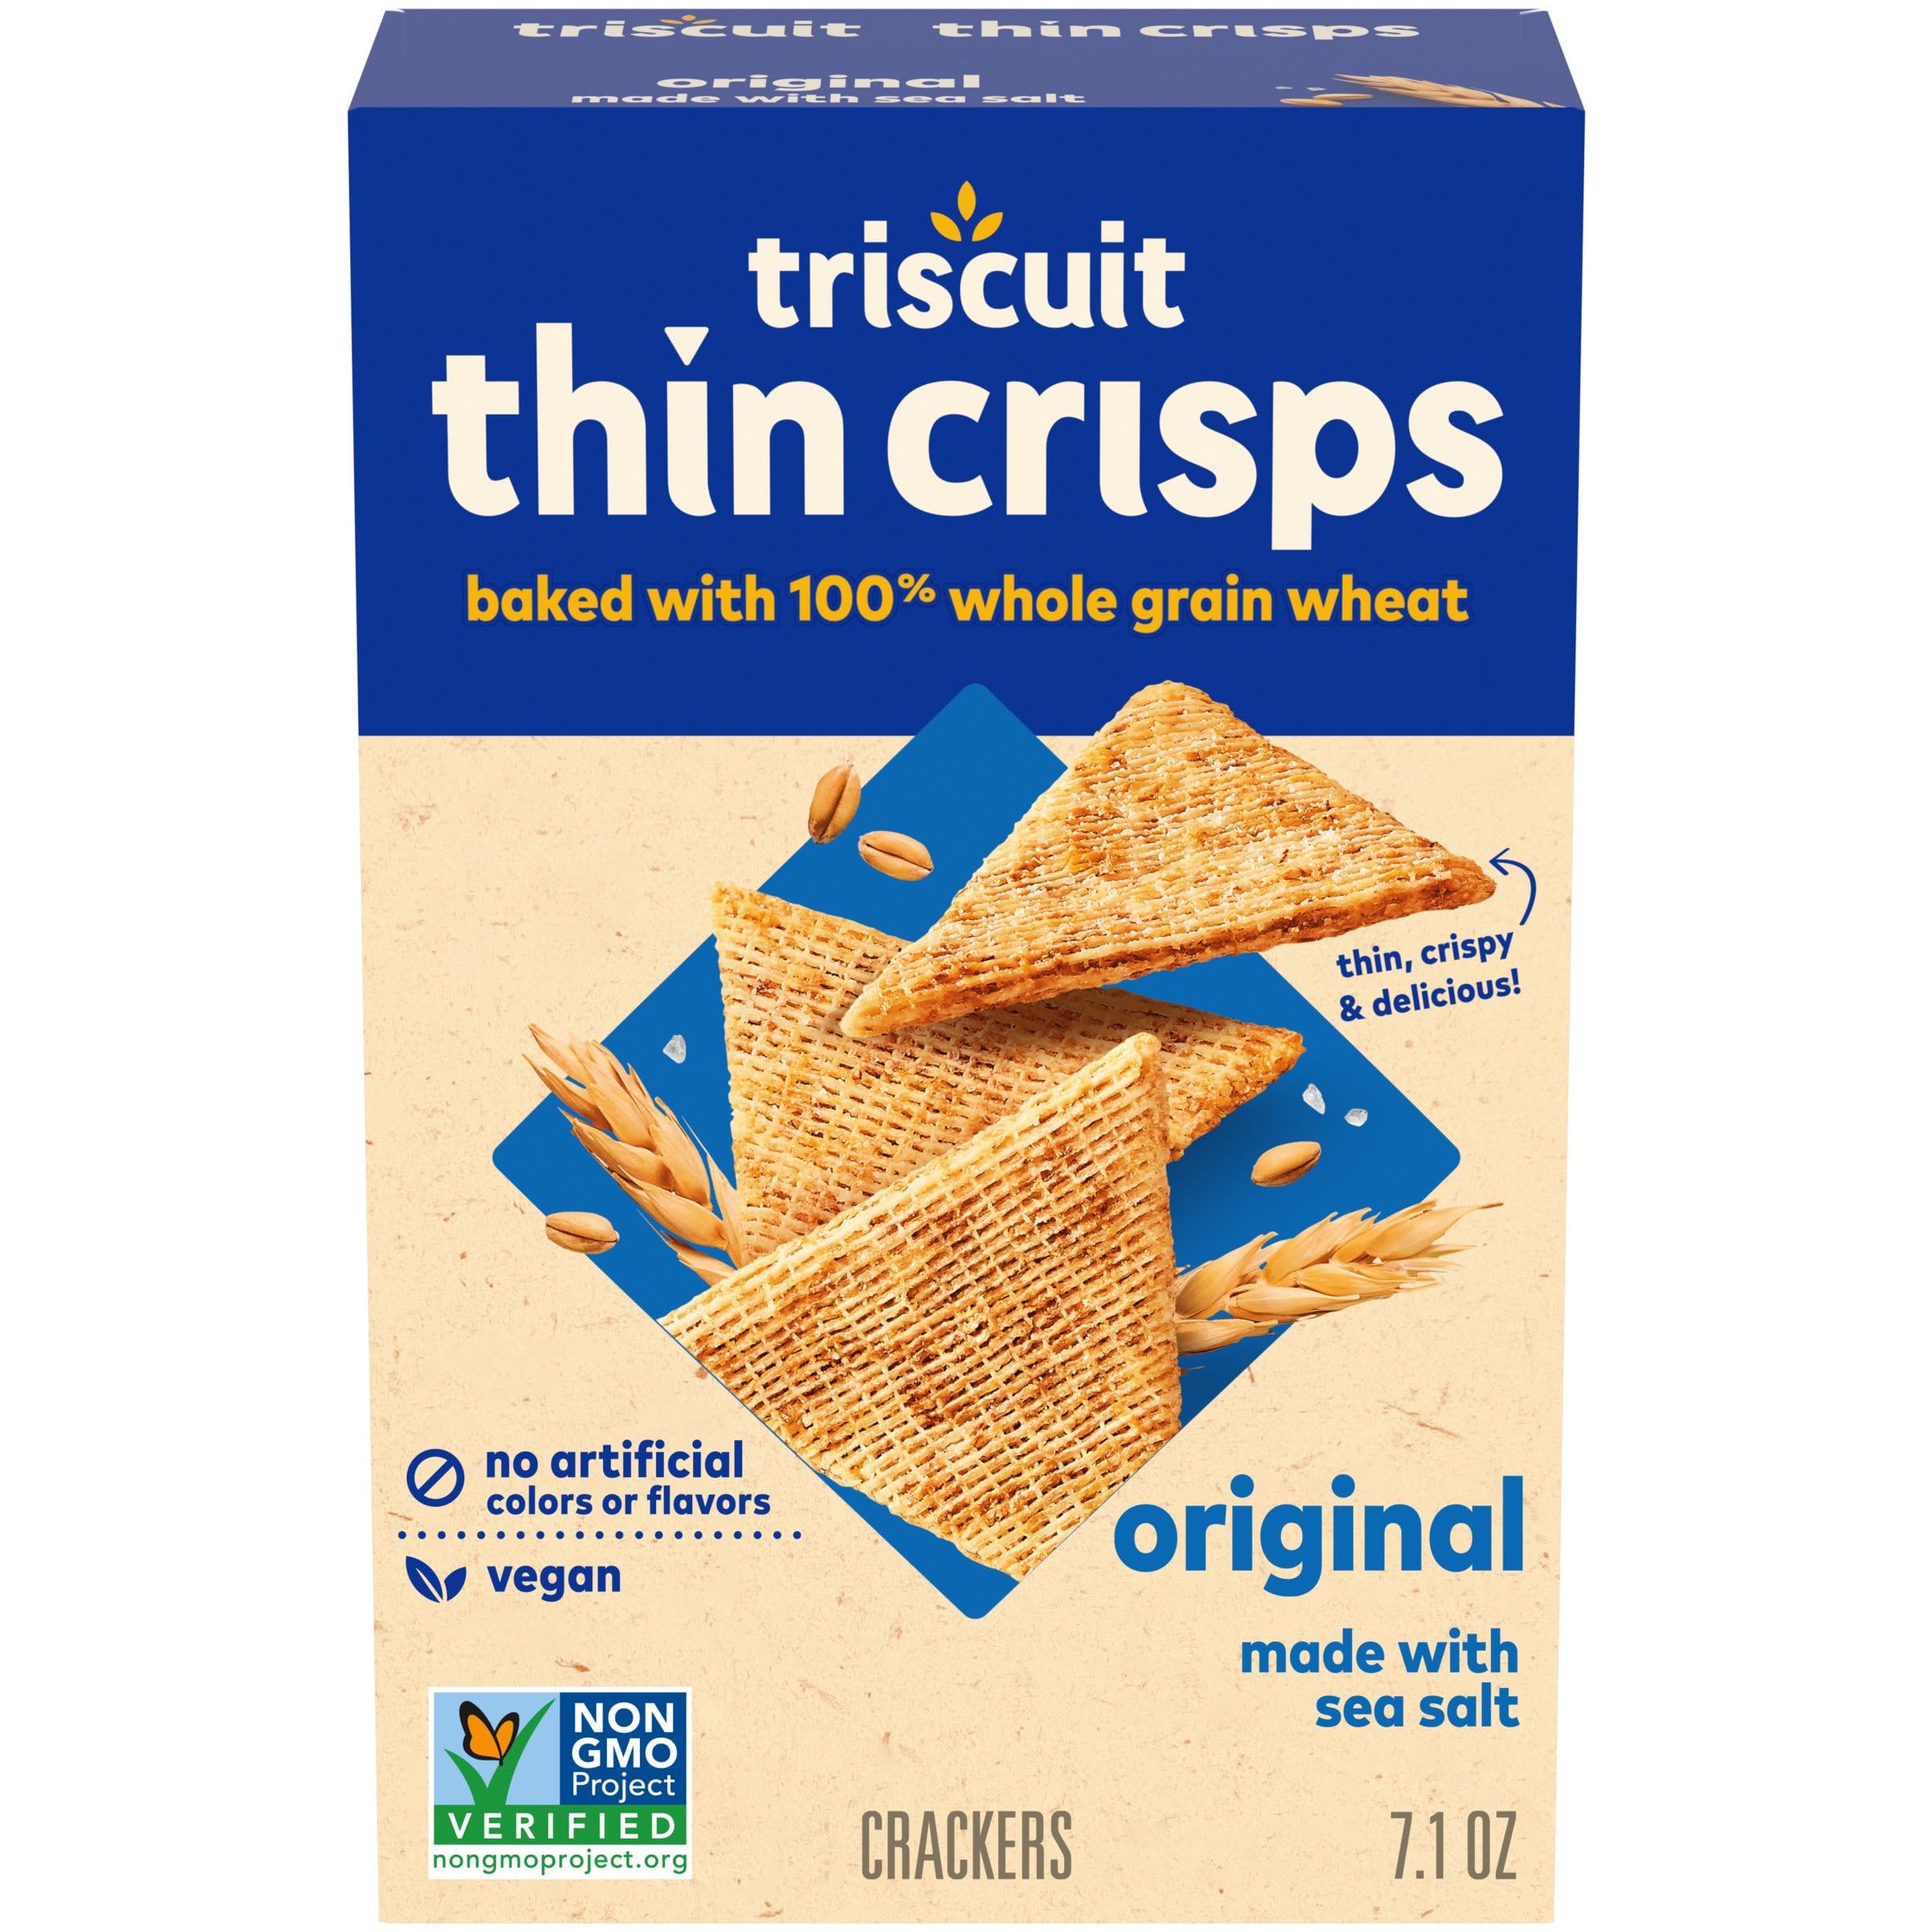 triscuit thin crisps
original
made with sea salt
triscuit
thin crisps
baked with 100% whole grain wheat
thin, crispy
& delicious!
no artificial
colors or flavors
vegan
original
made with
sea salt
NON
GMO
Project
VERIFIED
nongmoproject.org
CRACKERS
7.1 OZ